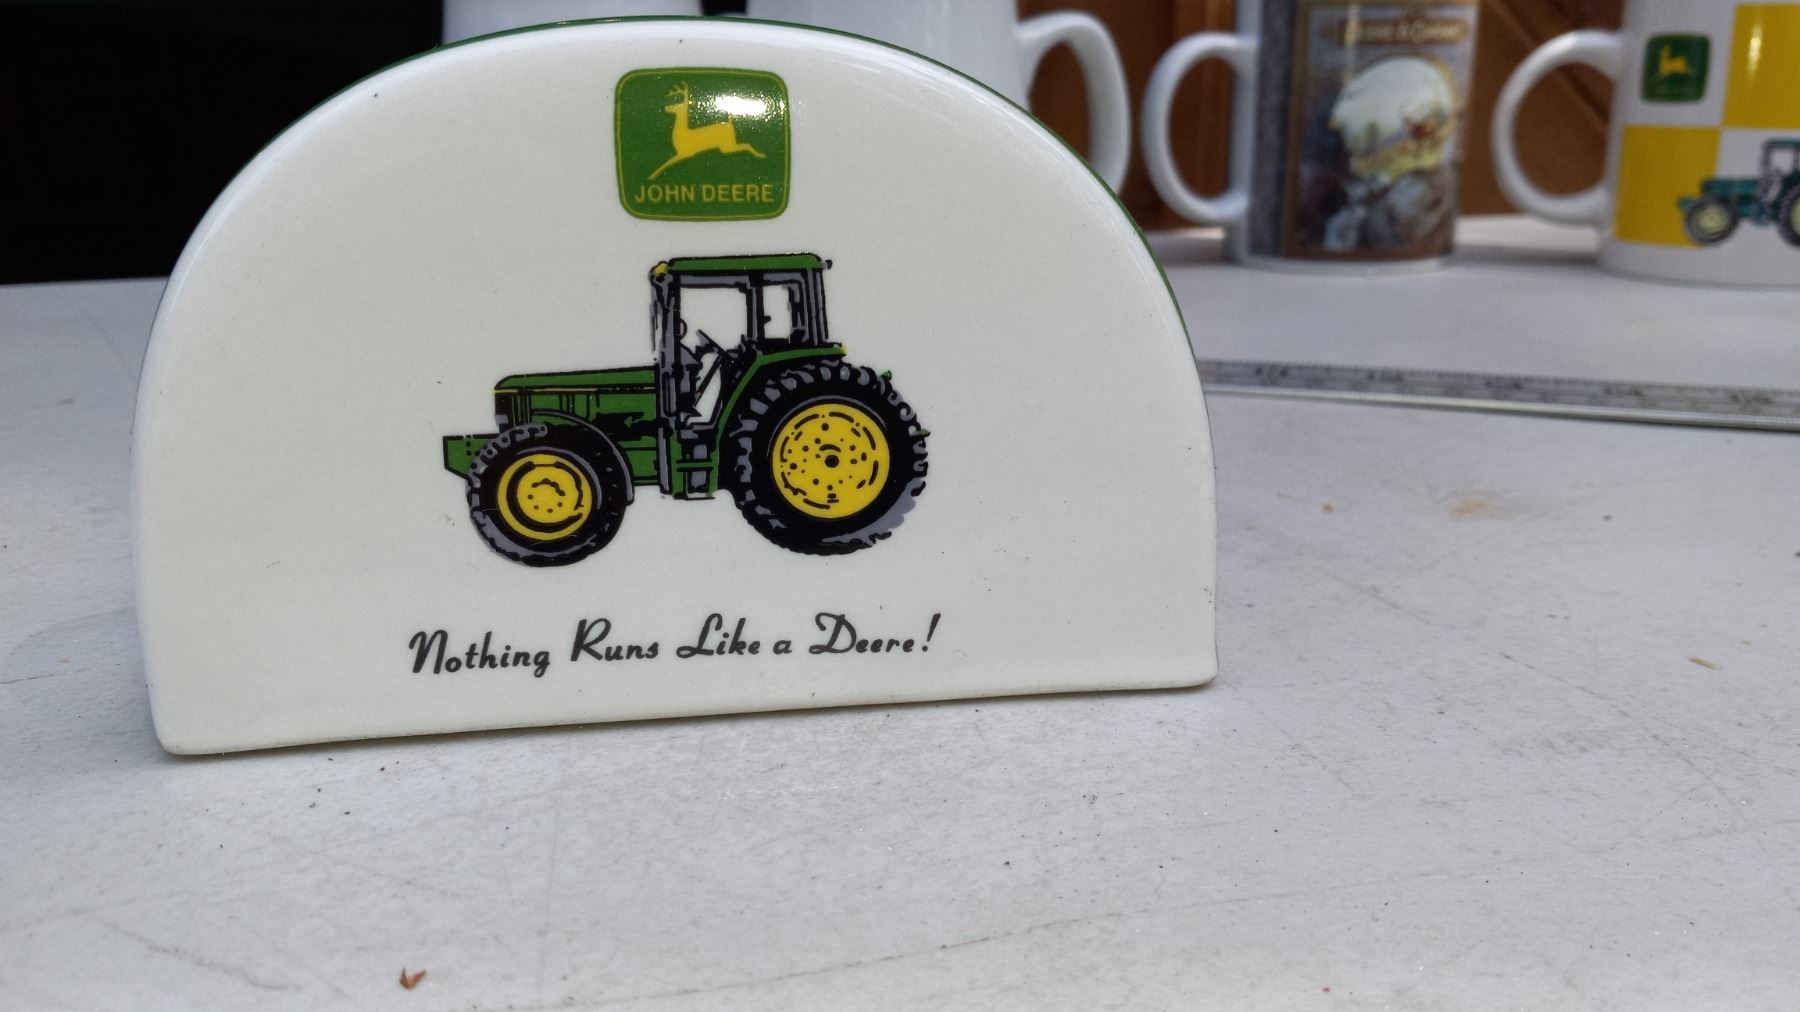 JOHN DEERE
Nothing Runs Like a Deere!